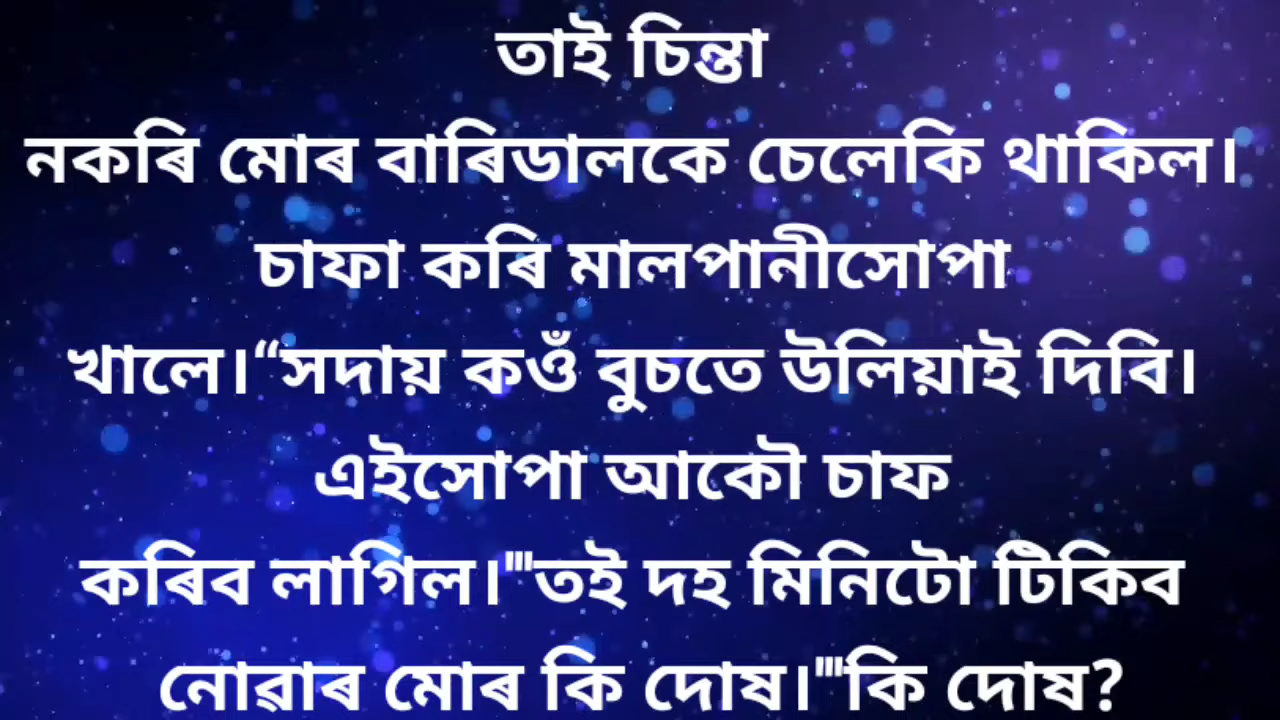 তাই চিন্তা
নকৰি মোৰ বাৰিডালকে চেলেকি থাকিল।
চাফা কৰি মালপানীসোপা
খালে।“সদায় কওঁ বুচতে উলিয়াই দিবি।
এইসোপা আকৌ চাফ
কৰিব লাগিল।"'তই দহ মিনিটো টিকিব
নোৱাৰ মোৰ কি দোষ।"'কি দোষ?